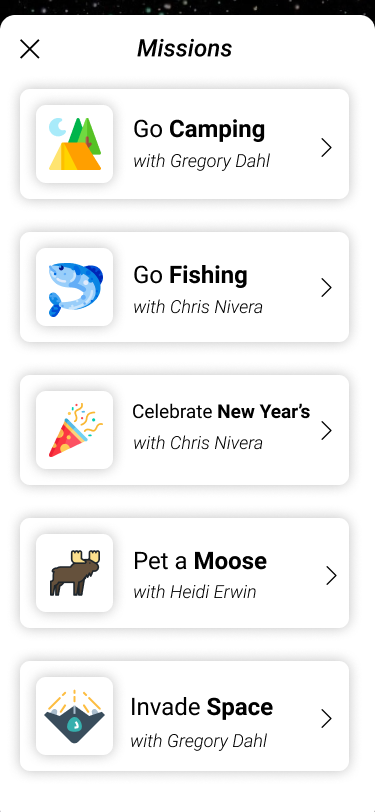 Missions
Go Camping
with Gregory Dahl
Go Fishing
with Chris Nivera
Celebrate New Year’s
with Chris Nivera
Pet a Moose
with Heidi Erwin
Invade Space
with Gregory Dahl